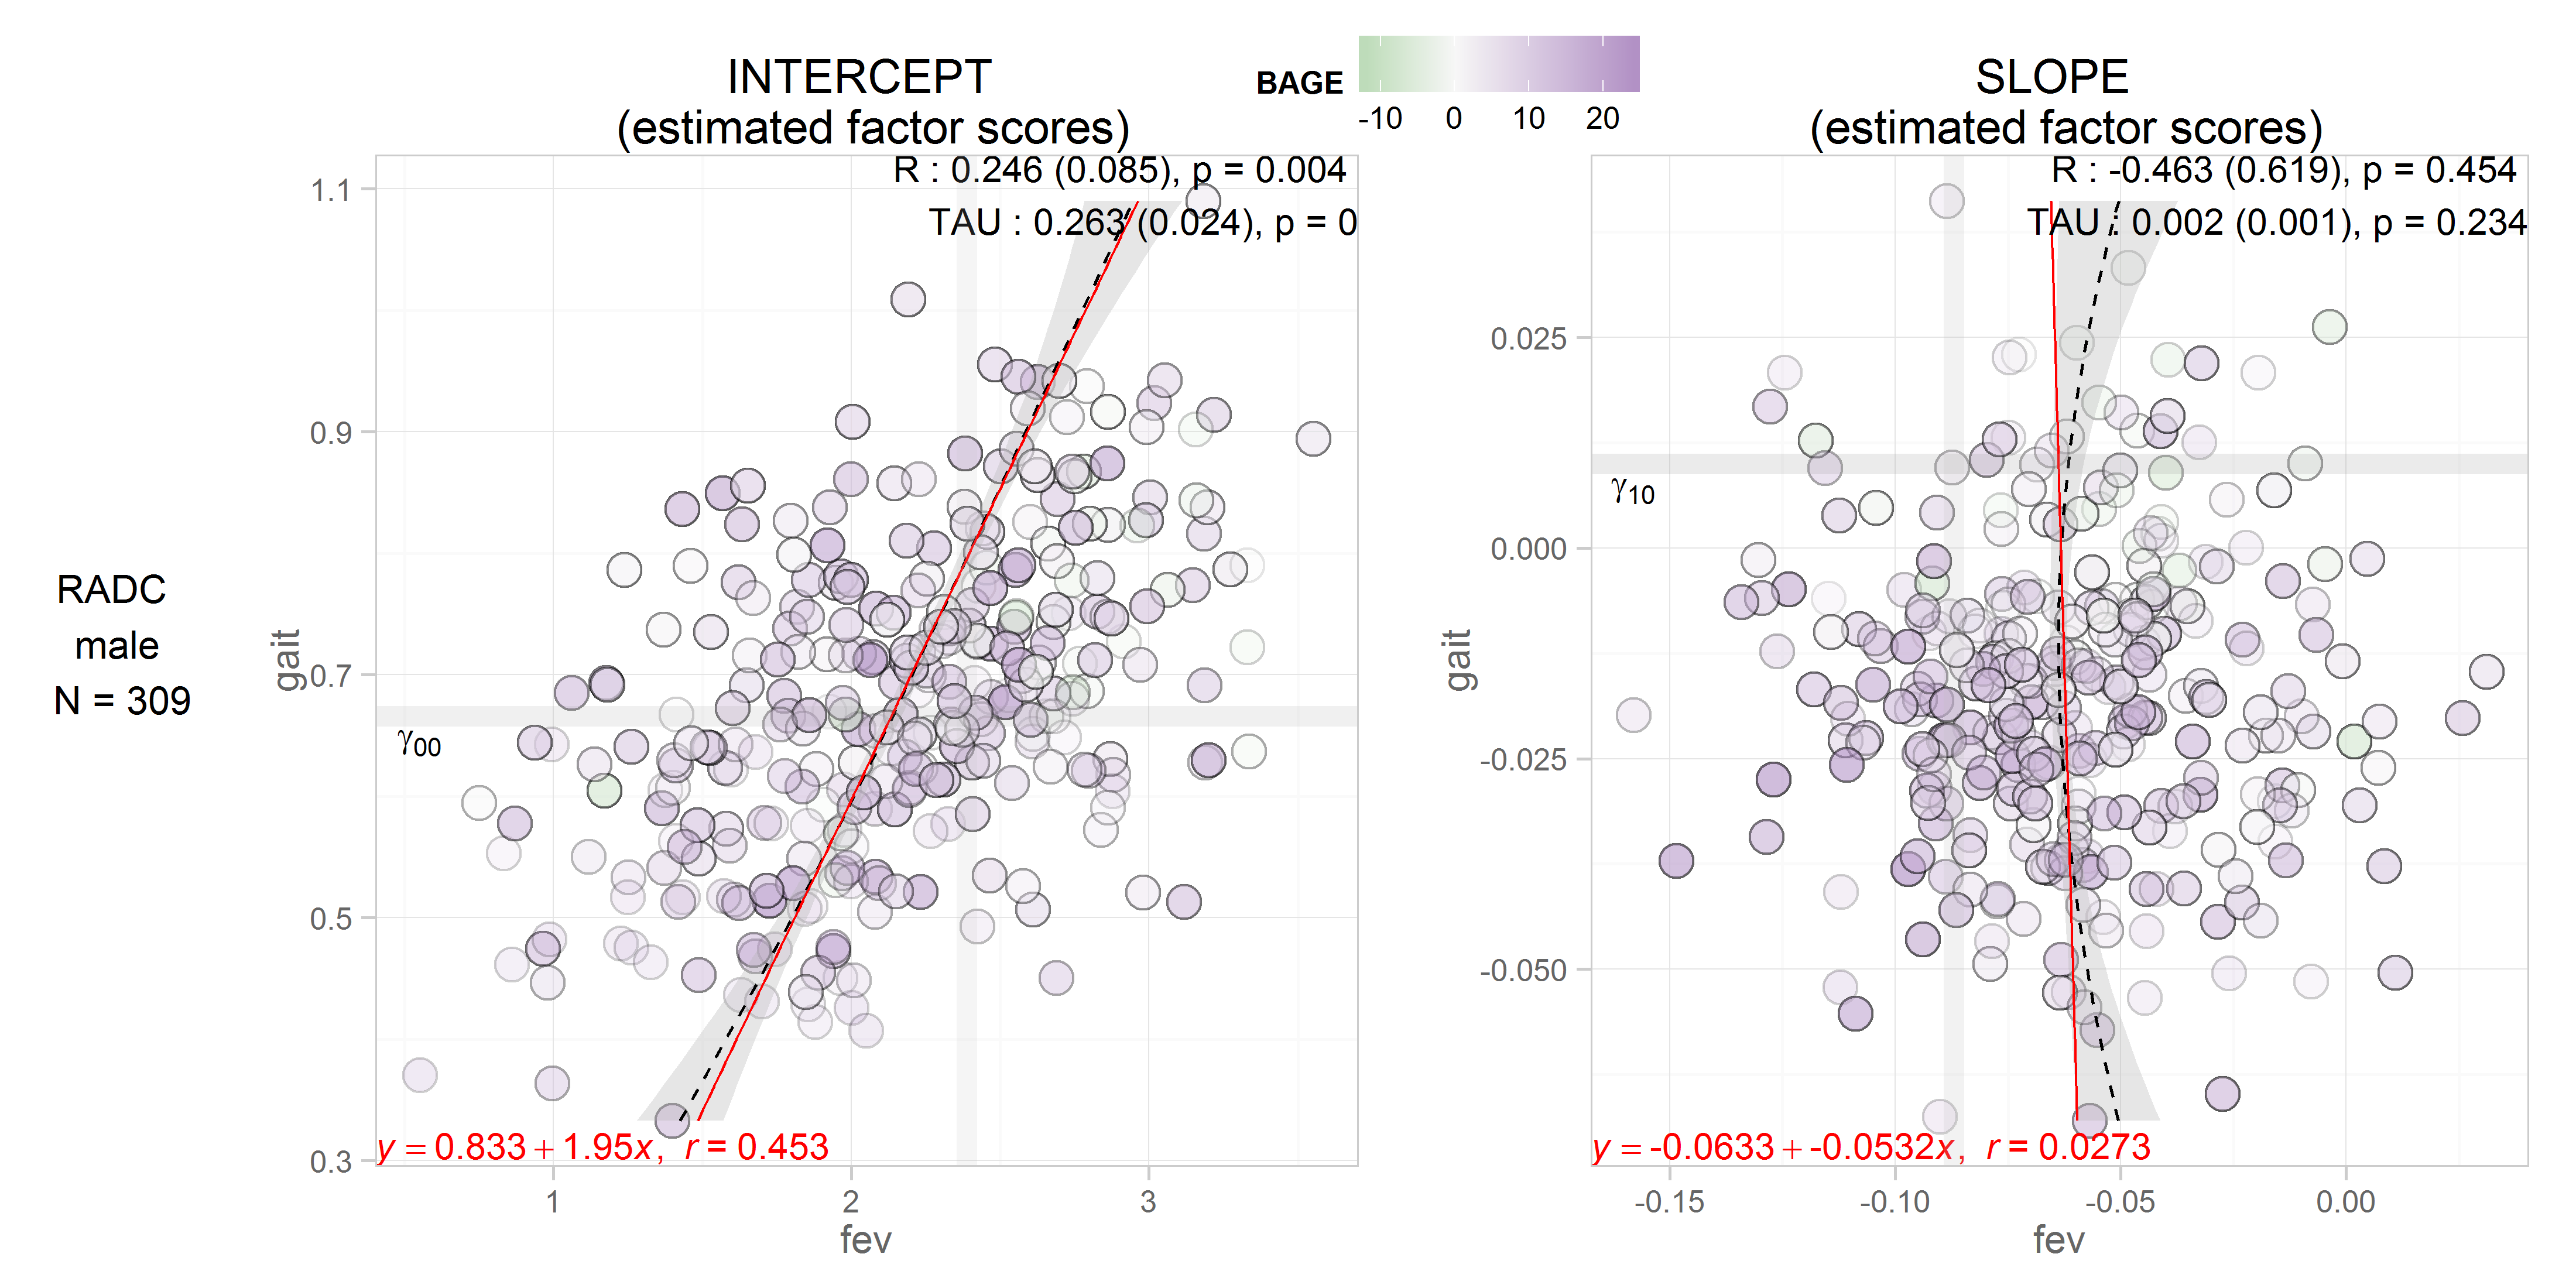 BAGE
-10 0 10 20
INTERCEPT
(estimated factor scores)
R : 0.246 (0.085), p = 0.004
TAU : 0.263 (0.024), p = 0
1.1
0.9
0.7
0.5
0.3
gait
γ00
y = 0.833 + 1.95x, r = 0.453
1 2 3
fev
RADC
male
N = 309
SLOPE
(estimated factor scores)
R : -0.463 (0.619), p = 0.454
TAU : 0.002 (0.001), p = 0.234
0.025
0.000
-0.025
-0.050
gait
γ10
y = -0.0633 + -0.0532x, r = 0.0273
-0.15 -0.10 -0.05 0.00
fev